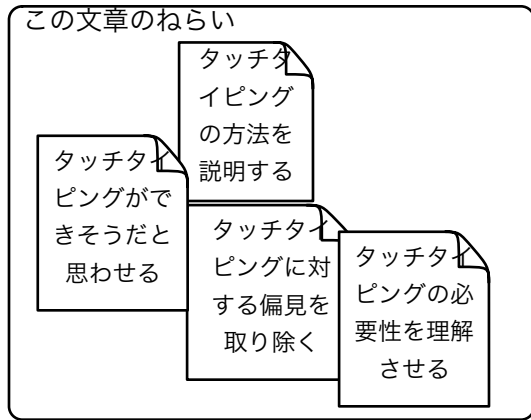 この文章のねらい
タッチタ
イピング
の方法を
説明する
タッチタイ
ピングがで
きそうだと
思わせる
タッチタイ
ピングに対
する偏見を
取り除く
タッチタイ
ピングの必
要性を理解
させる